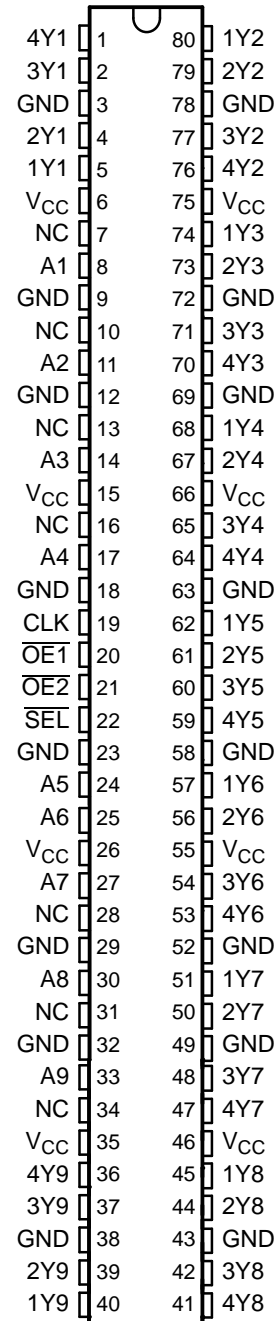 4Y1 1 80 1Y2
3Y1 2 79 2Y2
GND 3 78 GND
2Y1 4 77 3Y2
1Y1 5 76 4Y2
VCC 6 75 VCC
NC 7 74 1Y3
A1 8 73 2Y3
GND 9 72 GND
NC 10 71 3Y3
A2 11 70 4Y3
GND 12 69 GND
NC 13 68 1Y4
A3 14 67 2Y4
VCC 15 66 VCC
NC 16 65 3Y4
A4 17 64 4Y4
GND 18 63 GND
CLK 19 62 1Y5
O̅E̅1̅ 20 61 2Y5
O̅E̅2̅ 21 60 3Y5
S̅E̅L̅ 22 59 4Y5
GND 23 58 GND
A5 24 57 1Y6
A6 25 56 2Y6
VCC 26 55 VCC
A7 27 54 3Y6
NC 28 53 4Y6
GND 29 52 GND
A8 30 51 1Y7
NC 31 50 2Y7
GND 32 49 GND
A9 33 48 3Y7
NC 34 47 4Y7
VCC 35 46 VCC
4Y9 36 45 1Y8
3Y9 37 44 2Y8
GND 38 43 GND
2Y9 39 42 3Y8
1Y9 40 41 4Y8